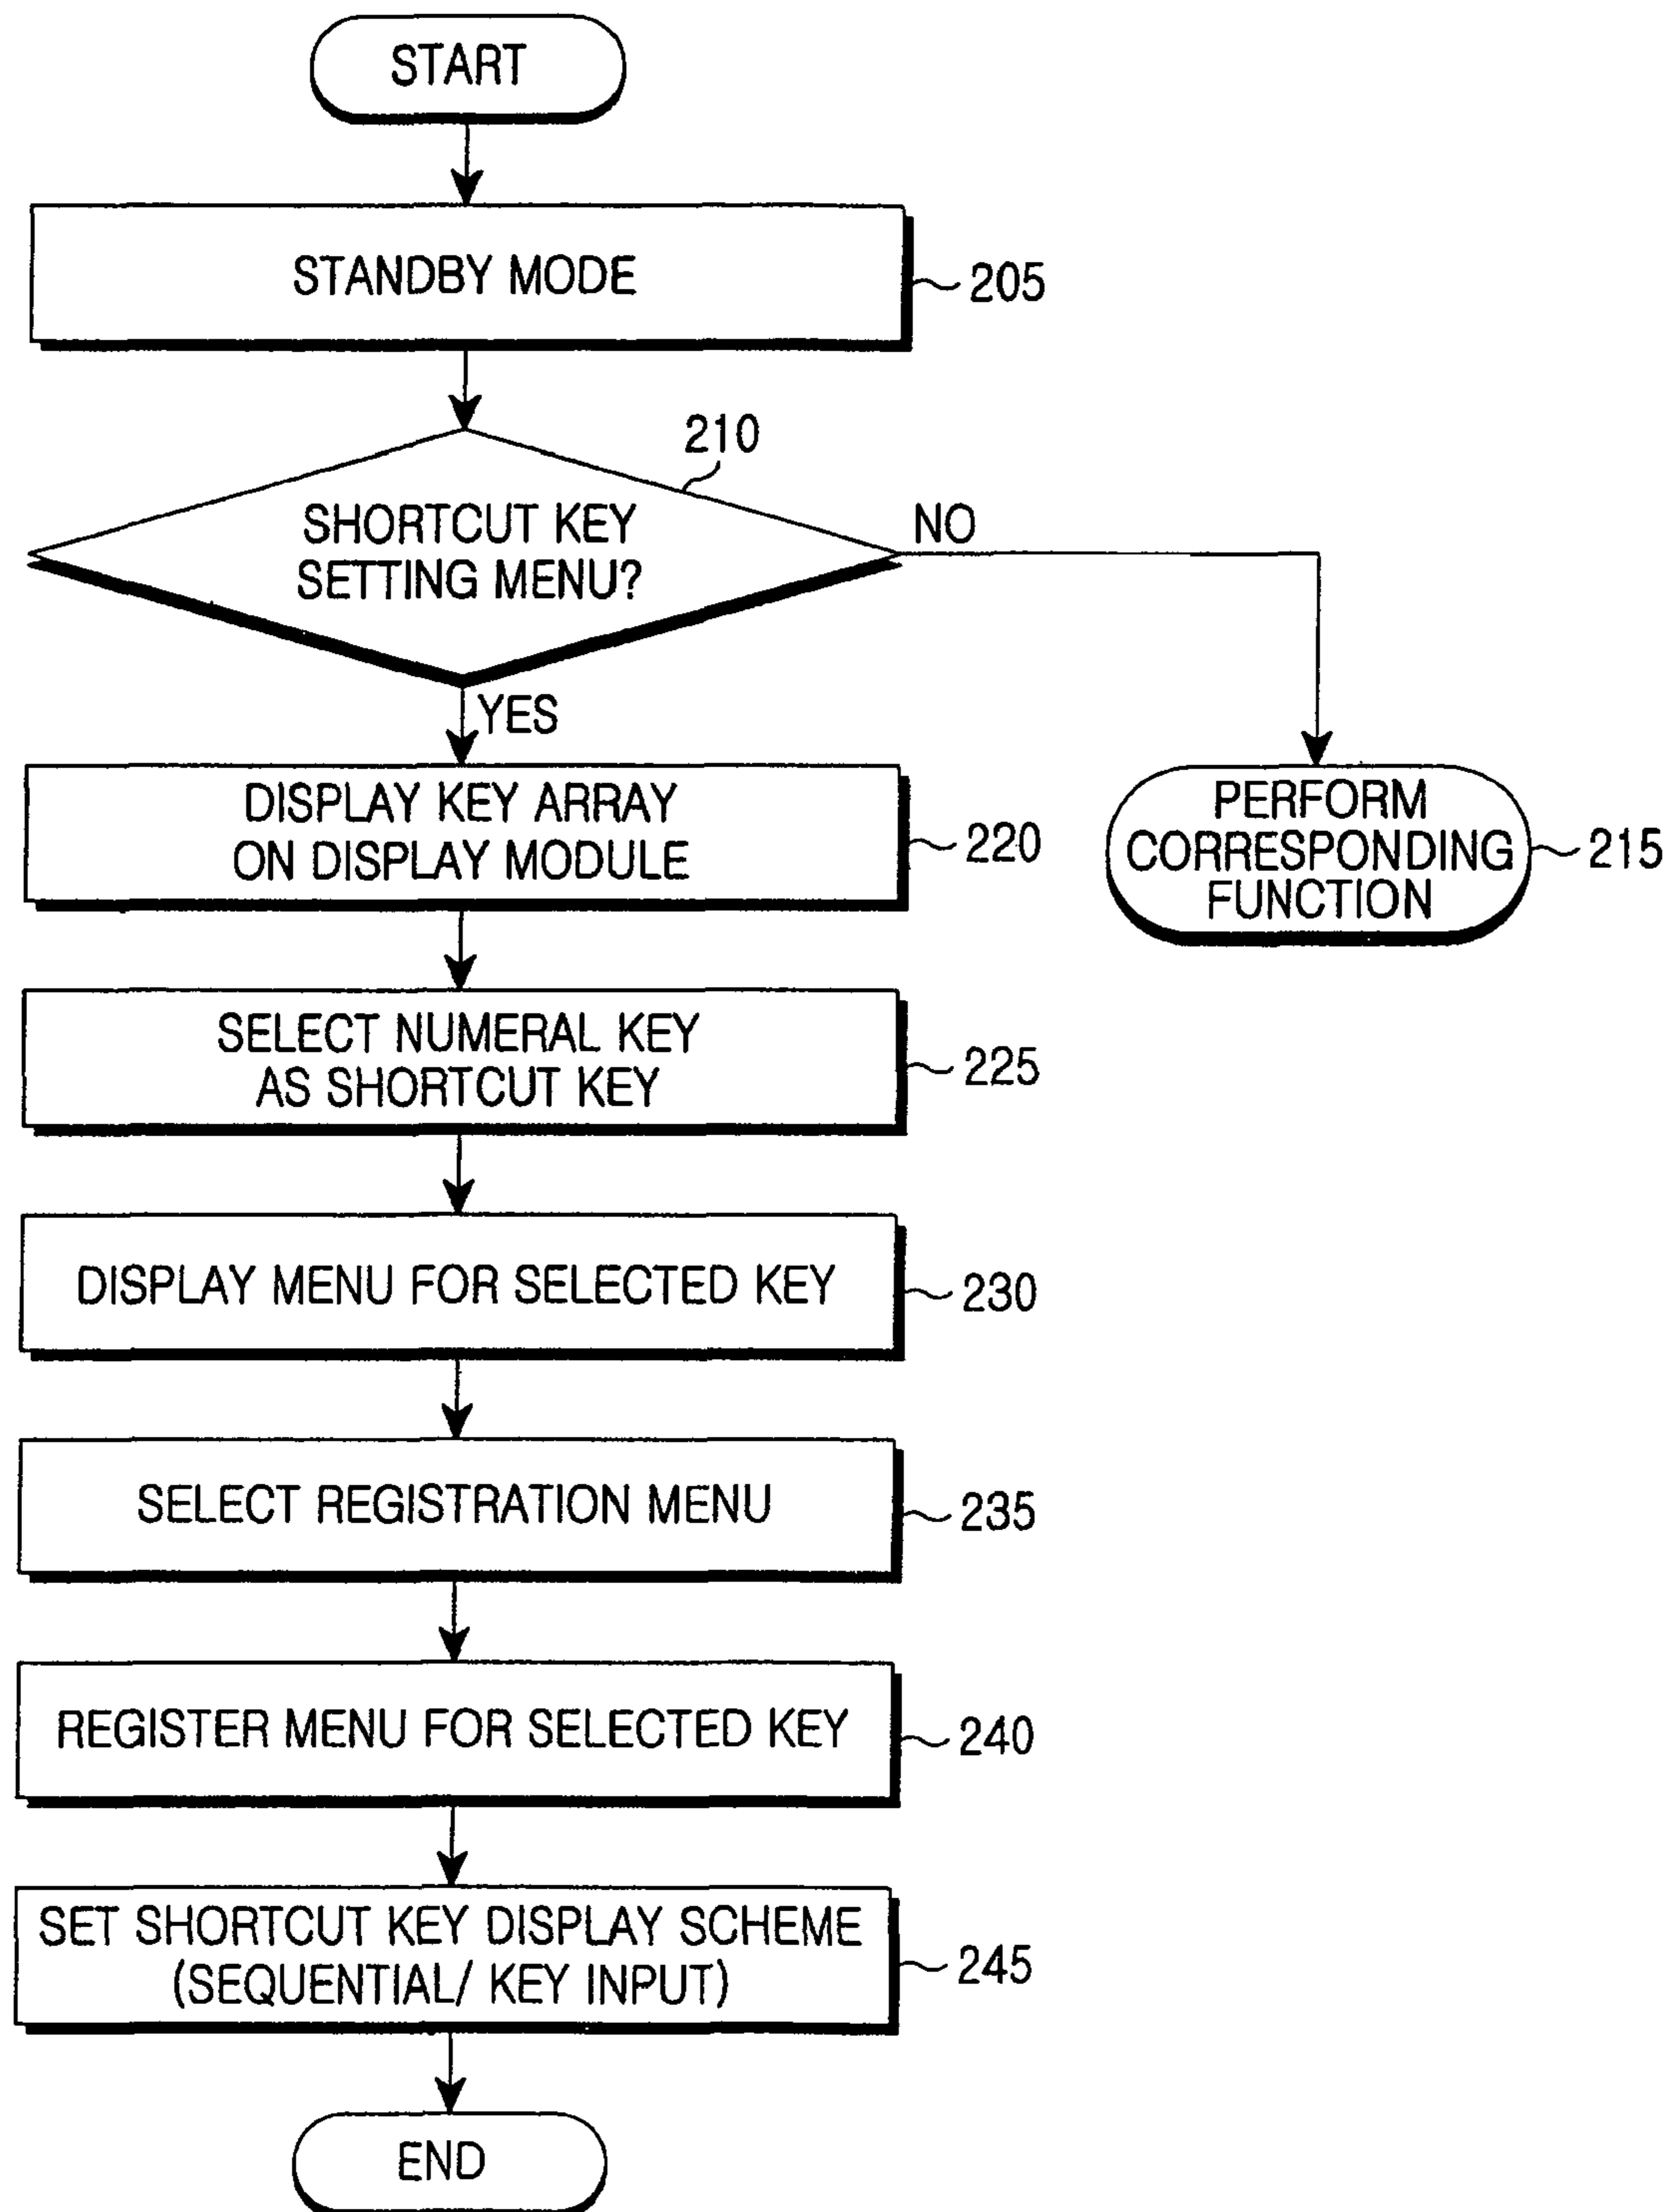 START
STANDBY MODE
205
210
SHORTCUT KEY
SETTING MENU?
NO
YES
DISPLAY KEY ARRAY
ON DISPLAY MODULE
220
PERFORM
CORRESPONDING
FUNCTION
215
SELECT NUMERAL KEY
AS SHORTCUT KEY
225
DISPLAY MENU FOR SELECTED KEY
230
SELECT REGISTRATION MENU
235
REGISTER MENU FOR SELECTED KEY
240
SET SHORTCUT KEY DISPLAY SCHEME
(SEQUENTIAL/ KEY INPUT)
245
END